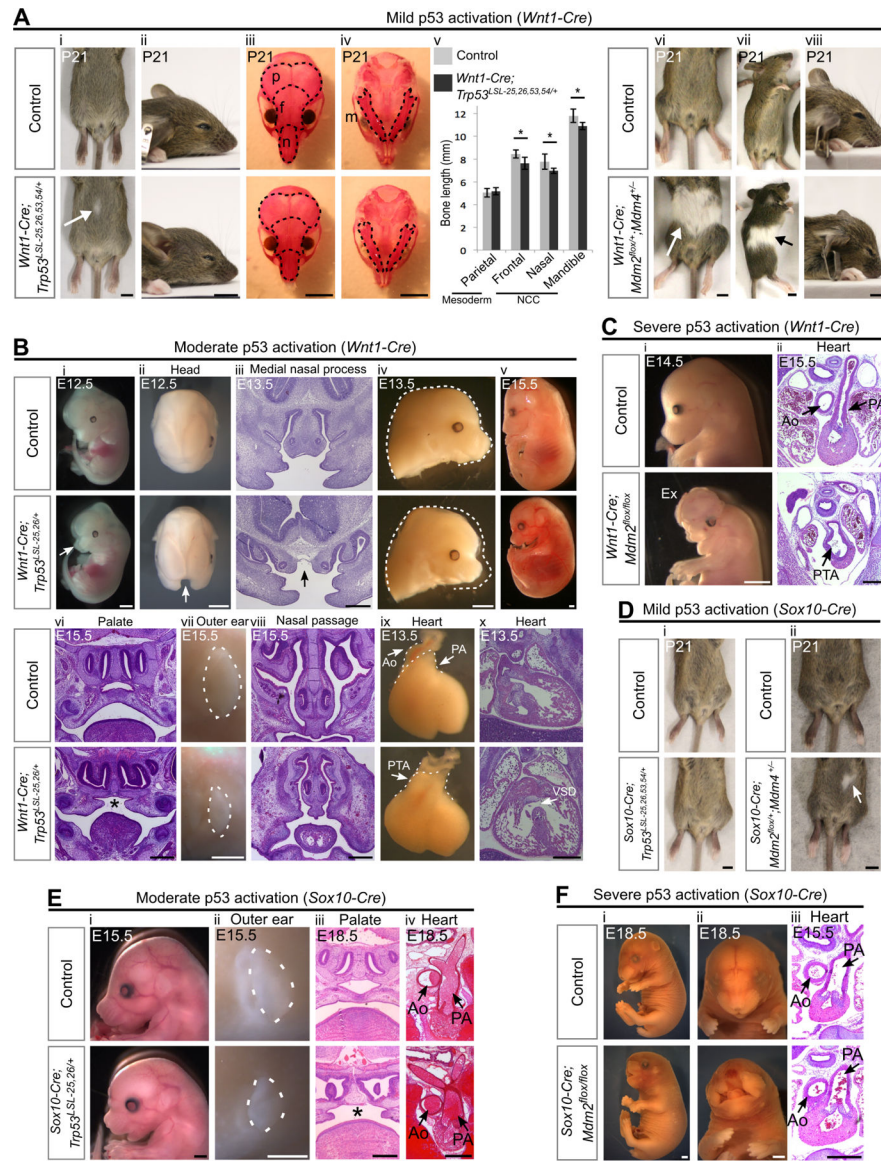 A
Mild p53 activation (Wnt1-Cre)
i ii iii iv v vi vii viii
Control
P21 P21 P21 P21
p
f
n
m
Control
Wnt1-Cre;
Trp53LSL-25,26,53,54/+
Bone length (mm)
12
10
8
6
4
2
0
* * *
Parietal Frontal Nasal Mandible
Mesoderm NCC
Control
P21 P21 P21
Wnt1-Cre;
Trp53LSL-25,26,53,54/+
Wnt1-Cre;
Mdm2flox/+;Mdm4+/–
B
Moderate p53 activation (Wnt1-Cre)
i ii Head iii Medial nasal process iv v
Control
E12.5 E12.5 E13.5 E13.5 E15.5
Wnt1-Cre;
Trp53LSL-25,26/+
vi Palate vii Outer ear viii Nasal passage ix Heart x Heart
Control
E15.5 E15.5 E15.5 E13.5 E13.5
Ao PA
Wnt1-Cre;
Trp53LSL-25,26/+
*
PTA
VSD
C
Severe p53 activation (Wnt1-Cre)
i ii Heart
Control
E14.5 E15.5
Ao PA
Wnt1-Cre;
Mdm2flox/flox
Ex
PTA
D
Mild p53 activation (Sox10-Cre)
i ii
Control
P21
Control
P21
Sox10-Cre;
Trp53LSL-25,26,53,54/+
Sox10-Cre;
Mdm2flox/+;Mdm4+/–
E
Moderate p53 activation (Sox10-Cre)
i ii Outer ear iii Palate iv Heart
Control
E15.5 E15.5 E18.5 E18.5
Ao PA
Sox10-Cre;
Trp53LSL-25,26/+
*
Ao PA
F
Severe p53 activation (Sox10-Cre)
i ii iii Heart
Control
E18.5 E18.5 E15.5
Ao PA
Sox10-Cre;
Mdm2flox/flox
Ao PA